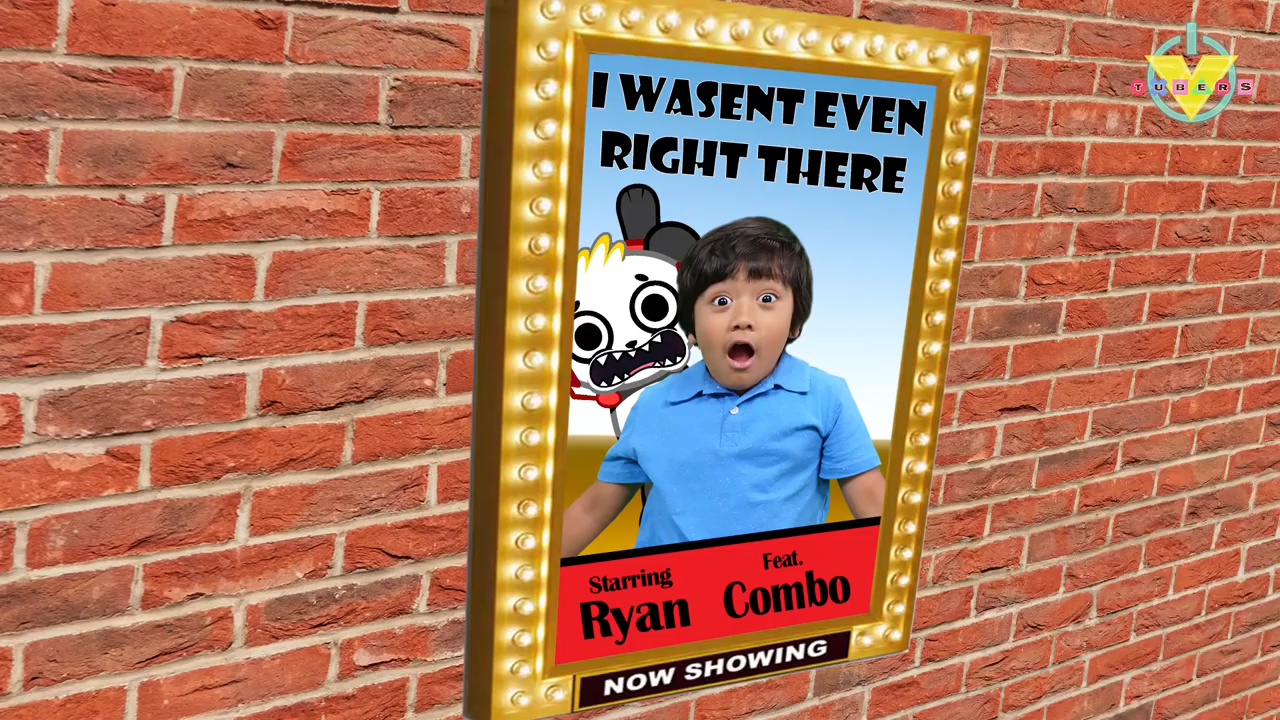 I WASENT EVEN
RIGHT THERE
Starring
Ryan
Feat.
Combo
NOW SHOWING
V
TUBERS